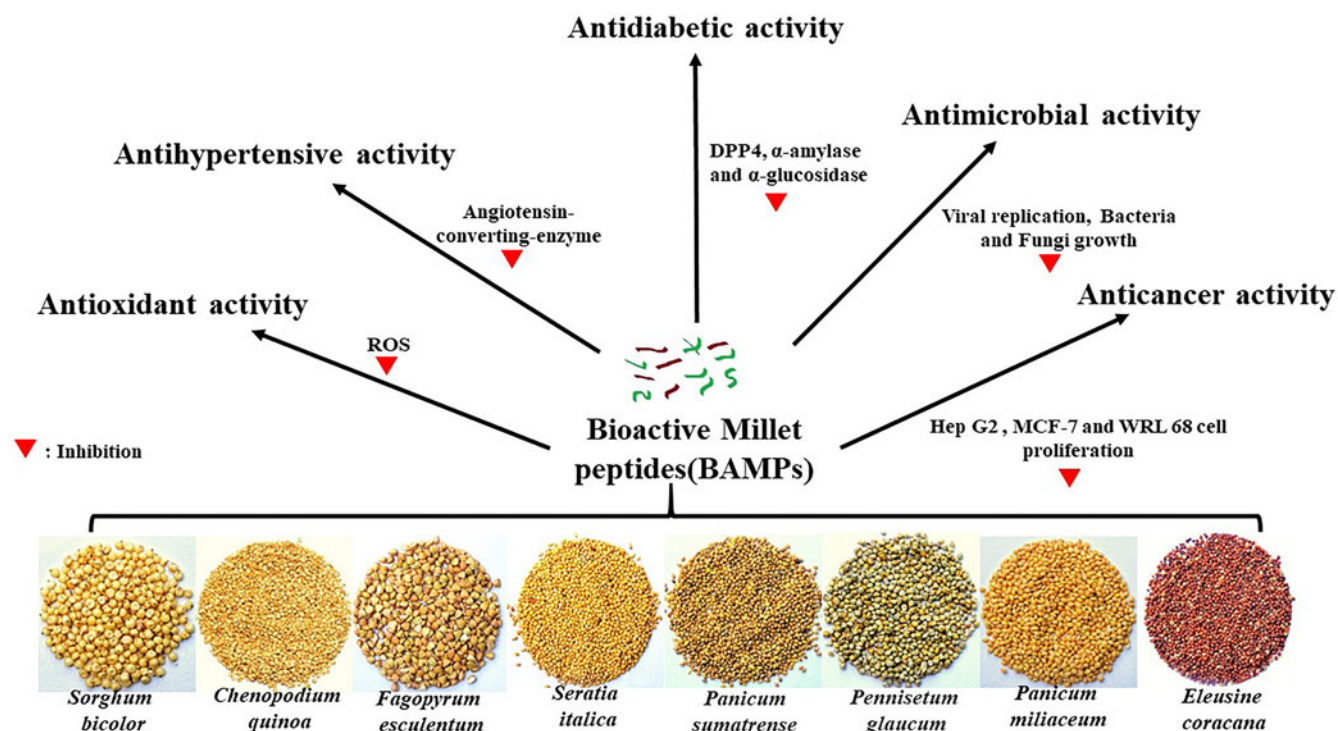 Antidiabetic activity
Antimicrobial activity
Antihypertensive activity
DPP4, α-amylase
and α-glucosidase
Angiotensin-
converting-enzyme
Viral replication, Bacteria
and Fungi growth
Antioxidant activity
Anticancer activity
ROS
Bioactive Millet
peptides(BAMPs)
Hep G2 , MCF-7 and WRL 68 cell
proliferation
: Inhibition
Sorghum
bicolor
Chenopodium
quinoa
Fagopyrum
esculentum
Seratia
italica
Panicum
sumatrense
Pennisetum
glaucum
Panicum
miliaceum
Eleusine
coracana